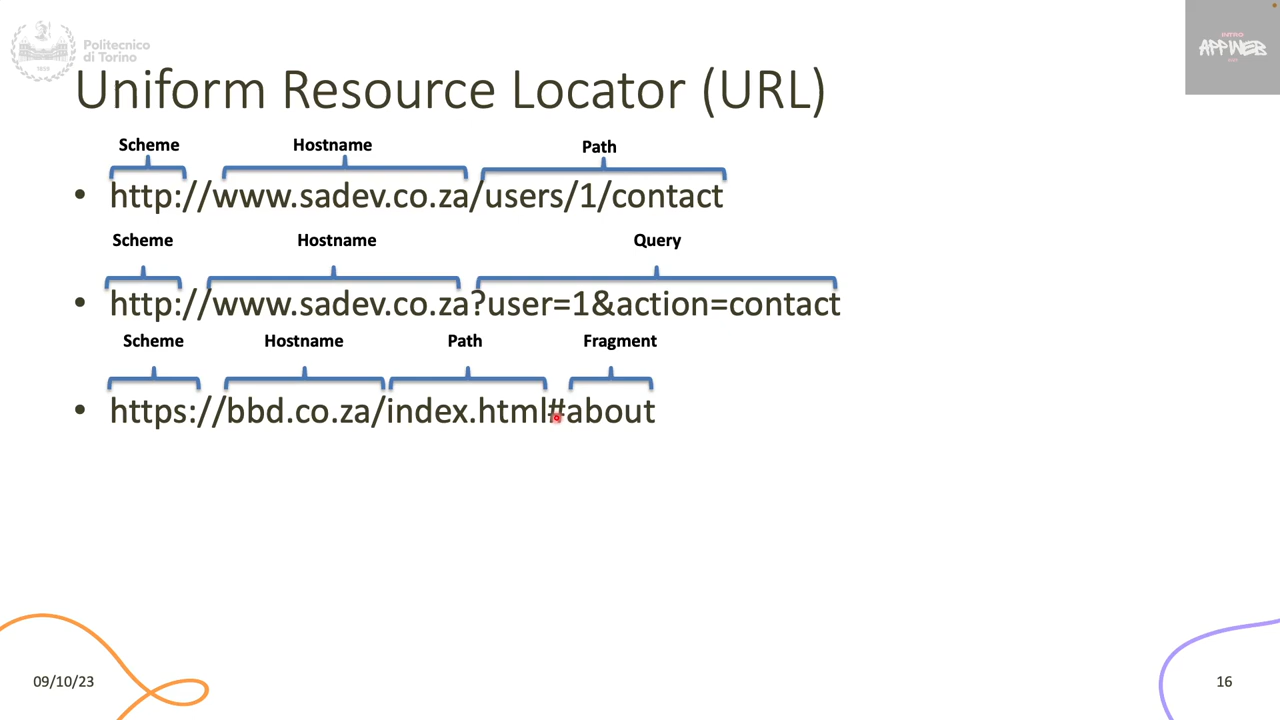 Politecnico
di Torino
INTRO
APPWEB
Uniform Resource Locator (URL)
Scheme Hostname Path
• http://www.sadev.co.za/users/1/contact
Scheme Hostname Query
• http://www.sadev.co.za?user=1&action=contact
Scheme Hostname Path Fragment
• https://bbd.co.za/index.html#about
09/10/23
16